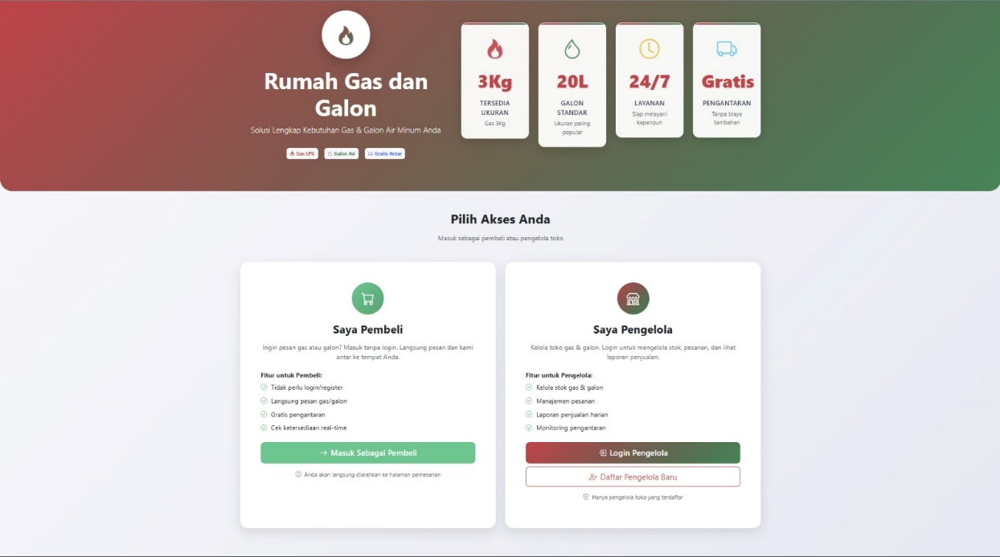 Rumah Gas dan
Galon
Solusi Lengkap Kebutuhan Gas & Galon Air Minum Anda
Gas LPG
Galon Air
Gratis Antar
3Kg
TERSEDIA
UKURAN
Gas 3Kg
20L
GALON
STANDAR
Ukuran paling
popular
24/7
LAYANAN
Siap melayani
kapanpun
Gratis
PENGANTARAN
Tanpa biaya
tambahan
Pilih Akses Anda
Masuk sebagai pembeli atau pengelola toko
Saya Pembeli
Ingin pesan gas atau galon? Masuk tanpa login. Langsung pesan dan kami
antar ke tempat Anda.
Fitur untuk Pembeli:
Tidak perlu login/register
Langsung pesan gas/galon
Gratis pengantaran
Cek ketersediaan real-time
Masuk Sebagai Pembeli
Anda akan langsung diarahkan ke halaman pemesanan
Saya Pengelola
Kelola toko gas & galon. Login untuk mengelola stok, pesanan, dan lihat
laporan penjualan.
Fitur untuk Pengelola:
Kelola stok gas & galon
Manajemen pesanan
Laporan penjualan harian
Monitoring pengantaran
Login Pengelola
Daftar Pengelola Baru
Hanya pengelola toko yang terdaftar